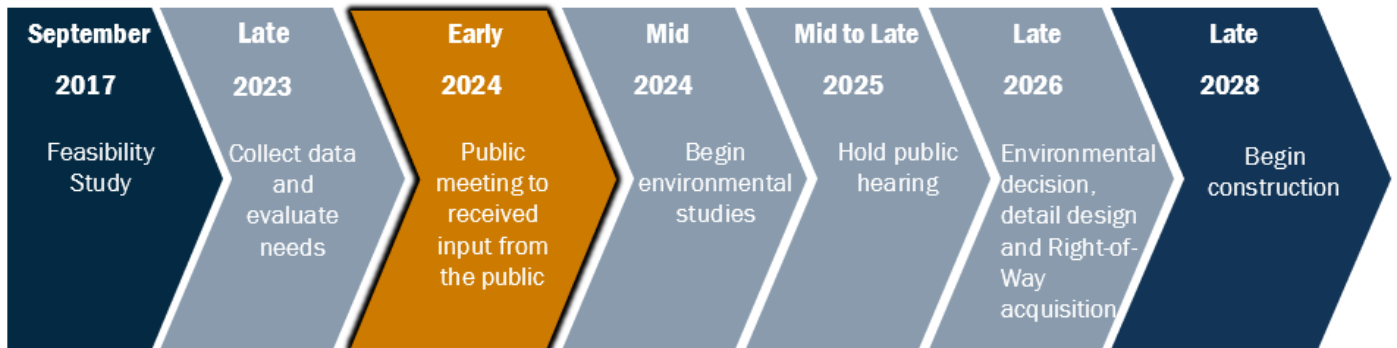 September
2017
Feasibility
Study
Late
2023
Collect data
and
evaluate
needs
Early
2024
Public
meeting to
received
input from
the public
Mid
2024
Begin
environmental
studies
Mid to Late
2025
Hold public
hearing
Late
2026
Environmental
decision,
detail design
and Right-of-
Way
acquisition
Late
2028
Begin
construction